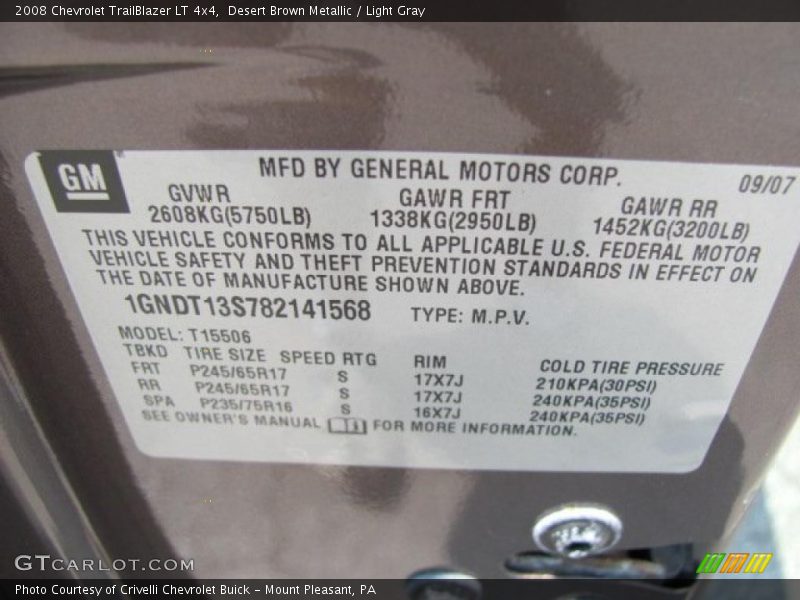 2008 Chevrolet TrailBlazer LT 4x4,  Desert Brown Metallic / Light Gray
GM
MFD BY GENERAL MOTORS CORP.
09/07
GVWR GAWR FRT GAWR RR
2608KG(5750LB) 1338KG(2950LB) 1452KG(3200LB)
THIS VEHICLE CONFORMS TO ALL APPLICABLE U.S. FEDERAL MOTOR
VEHICLE SAFETY AND THEFT PREVENTION STANDARDS IN EFFECT ON
THE DATE OF MANUFACTURE SHOWN ABOVE.
1GNDT13S782141568 TYPE: M.P.V.
MODEL: T15506
TBKD TIRE SIZE SPEED RTG RIM COLD TIRE PRESSURE
FRT P245/65R17 S 17X7J 210KPA(30PSI)
RR P245/65R17 S 17X7J 240KPA(35PSI)
SPA P235/75R16 S 16X7J 240KPA(35PSI)
SEE OWNER'S MANUAL FOR MORE INFORMATION.
GTCARLOT.COM
Photo Courtesy of Crivelli Chevrolet Buick - Mount Pleasant, PA